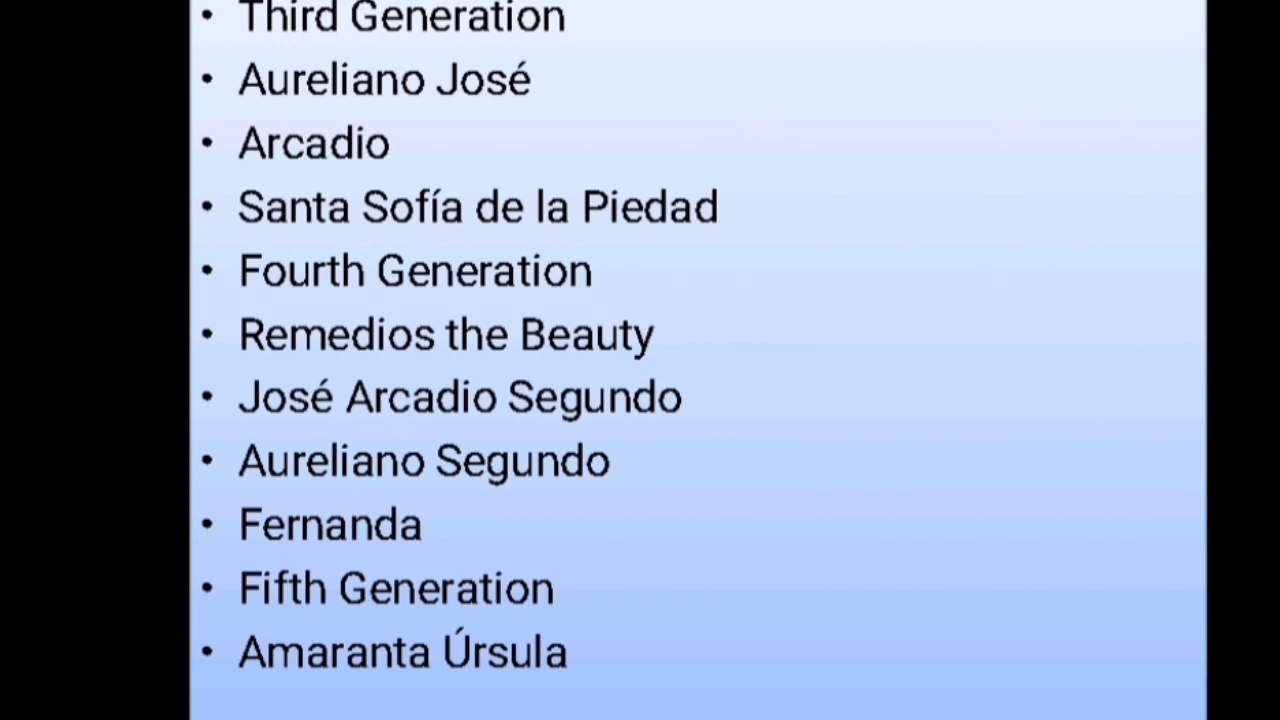 • Third Generation
• Aureliano José
• Arcadio
• Santa Sofía de la Piedad
• Fourth Generation
• Remedios the Beauty
• José Arcadio Segundo
• Aureliano Segundo
• Fernanda
• Fifth Generation
• Amaranta Úrsula